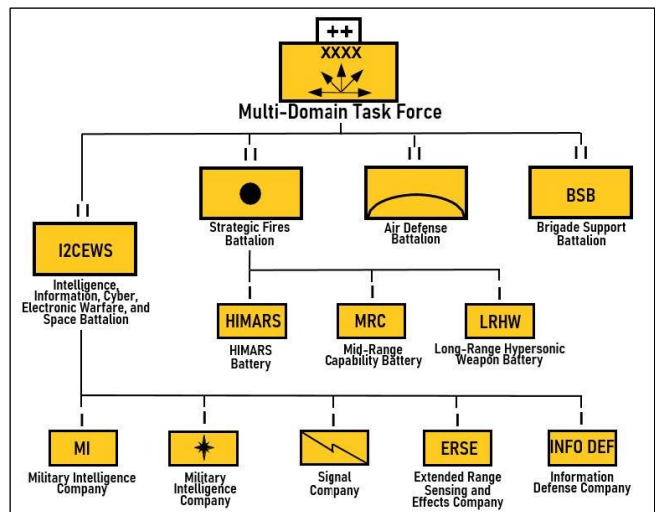 ++
XXXX
Multi-Domain Task Force
I I
I I
I I
I I
I2CEWS
Intelligence,
Information, Cyber,
Electronic Warfare, and
Space Battalion
Strategic Fires
Battalion
Air Defense
Battalion
BSB
Brigade Support
Battalion
I
I
I
HIMARS
HIMARS
Battery
MRC
Mid-Range
Capability Battery
LRHW
Long-Range Hypersonic
Weapon Battery
I
I
I
I
I
MI
Military Intelligence
Company
Military
Intelligence
Company
Signal
Company
ERSE
Extended Range
Sensing and
Effects Company
INFO DEF
Information
Defense Company